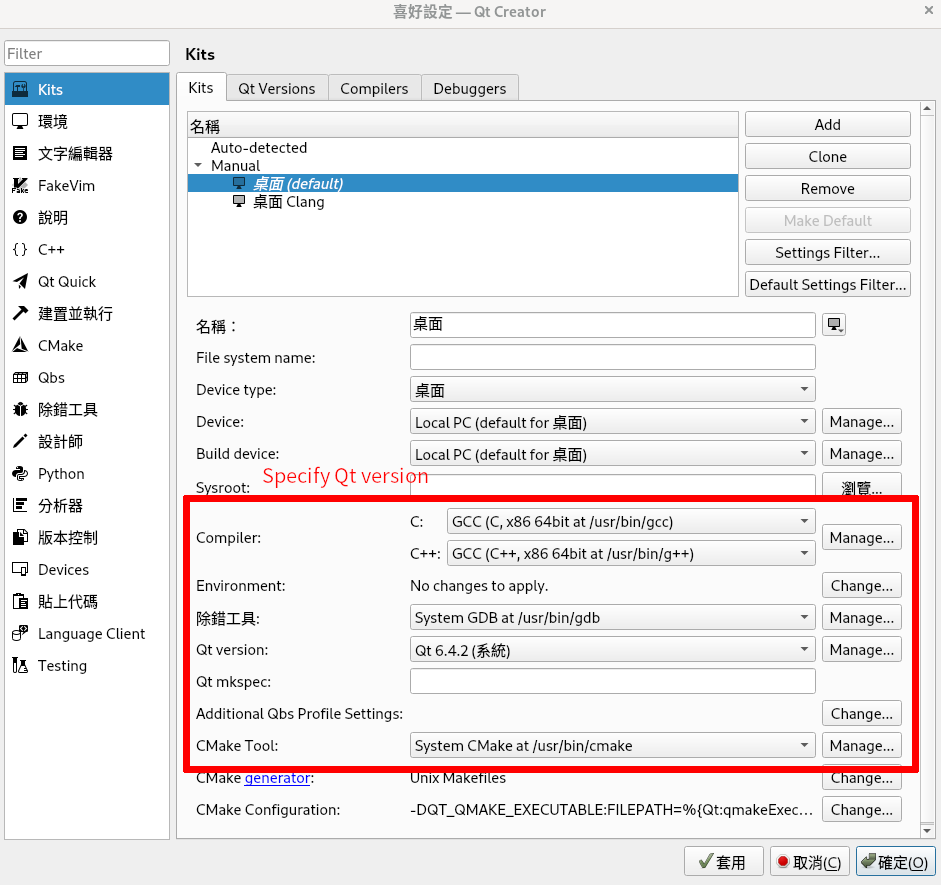 喜好設定 — Qt Creator
Filter
Kits
環境
文字編輯器
FakeVim
說明
C++
Qt Quick
建置並執行
CMake
Qbs
除錯工具
設計師
Python
分析器
版本控制
Devices
貼上代碼
Language Client
Testing
Kits
Kits Qt Versions Compilers Debuggers
名稱
Auto-detected
Manual
桌面 (default)
桌面 Clang
Add
Clone
Remove
Make Default
Settings Filter...
Default Settings Filter...
名稱： 桌面
File system name:
Device type: 桌面
Device: Local PC (default for 桌面) Manage...
Build device: Local PC (default for 桌面) Manage...
Specify Qt version
Sysroot: 瀏覽...
Compiler: C: GCC (C, x86 64bit at /usr/bin/gcc) Manage...
C++: GCC (C++, x86 64bit at /usr/bin/g++)
Environment: No changes to apply. Change...
除錯工具: System GDB at /usr/bin/gdb Manage...
Qt version: Qt 6.4.2 (系統) Manage...
Qt mkspec:
Additional Qbs Profile Settings: Change...
CMake Tool: System CMake at /usr/bin/cmake Manage...
CMake generator: Unix Makefiles Change...
CMake Configuration: -DQT_QMAKE_EXECUTABLE:FILEPATH=%{Qt:qmakeExec... Change...
套用 取消(C) 確定(O)